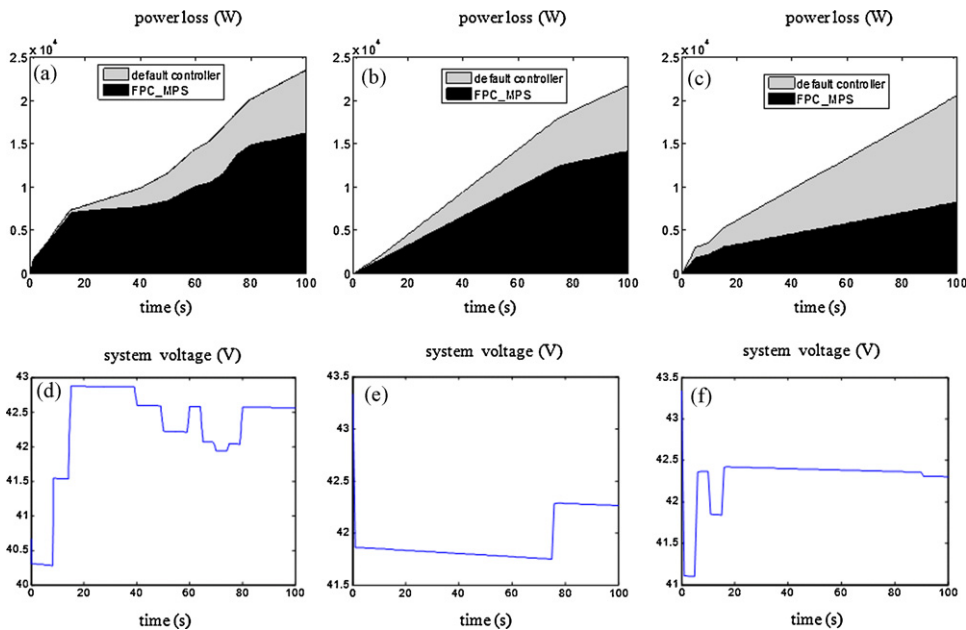 power loss (W)
power loss (W)
power loss (W)
x 10^4
x 10^4
x 10^4
(a)
default controller
FPC_MPS
2.5
2
1.5
1
0.5
0
0 20 40 60 80 100
time (s)
(b)
default controller
FPC_MPS
2.5
2
1.5
1
0.5
0
0 20 40 60 80 100
time (s)
(c)
default controller
FPC_MPS
2.5
2
1.5
1
0.5
0
0 20 40 60 80 100
time (s)
system voltage (V)
(d)
43
42.5
42
41.5
41
40.5
40
0 20 40 60 80 100
time (s)
system voltage (V)
(e)
43.5
43
42.5
42
41.5
0 20 40 60 80 100
time (s)
system voltage (V)
(f)
43.5
43
42.5
42
41.5
41
0 20 40 60 80 100
time (s)